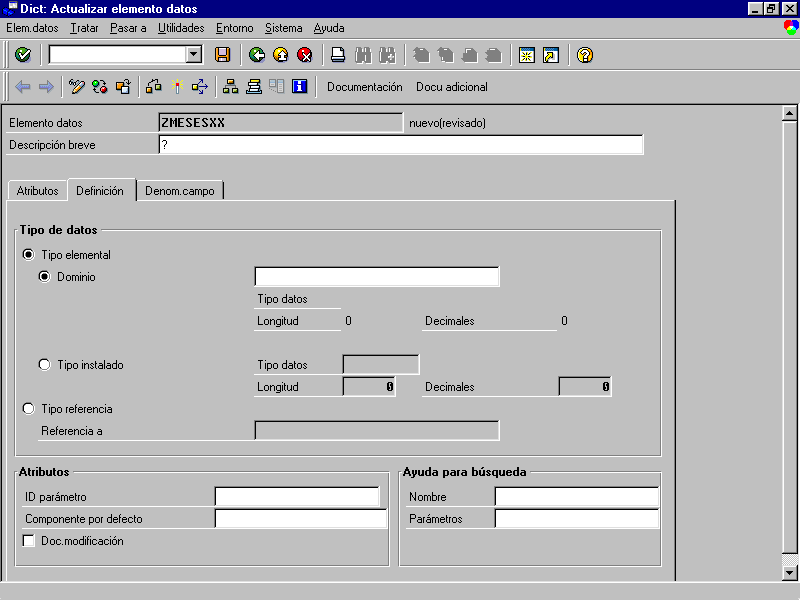 Dict: Actualizar elemento datos
Elem.datos Tratar Pasar a Utilidades Entorno Sistema Ayuda
Documentación Docu adicional
Elemento datos ZMESESXX nuevo(revisado)
Descripción breve ?
Atributos Definición Denom.campo
Tipo de datos
Tipo elemental
Dominio
Tipo datos
Longitud 0 Decimales 0
Tipo instalado Tipo datos
Longitud 0 Decimales 0
Tipo referencia
Referencia a
Atributos Ayuda para búsqueda
ID parámetro Nombre
Componente por defecto Parámetros
Doc.modificación